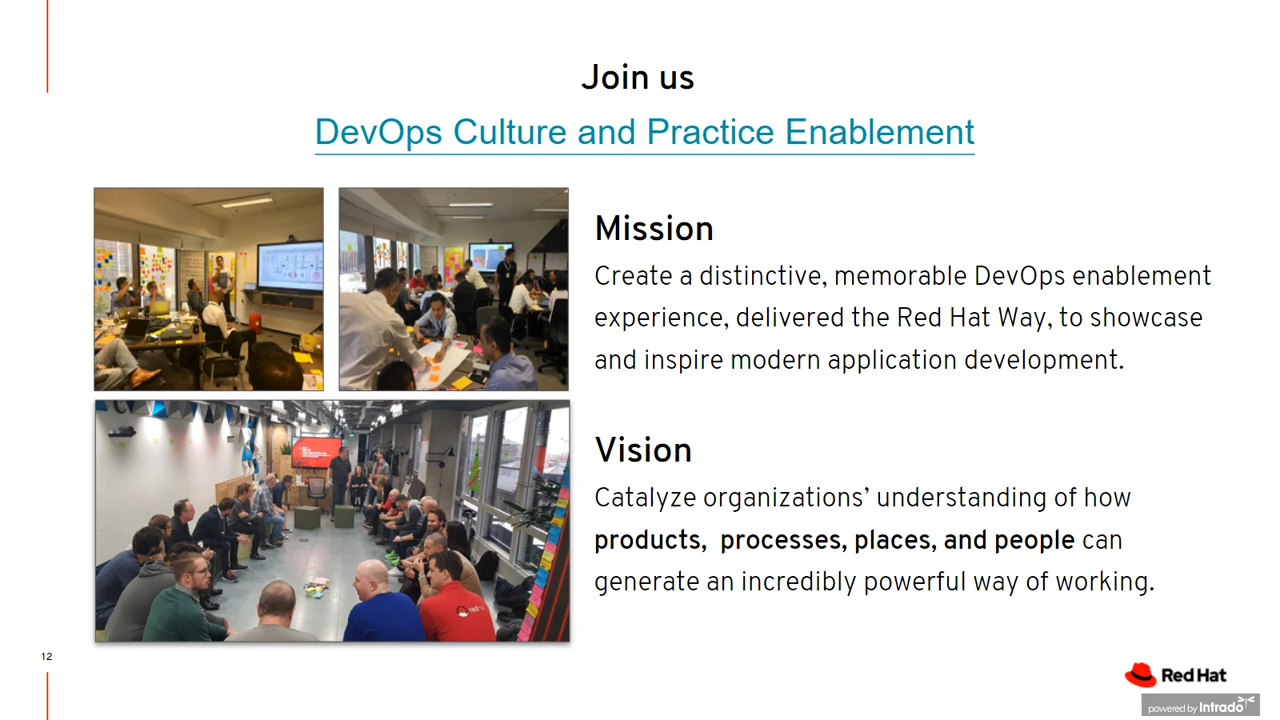 Join us
DevOps Culture and Practice Enablement
Mission
Create a distinctive, memorable DevOps enablement
experience, delivered the Red Hat Way, to showcase
and inspire modern application development.
Vision
Catalyze organizations’ understanding of how
products,  processes, places, and people can
generate an incredibly powerful way of working.
12
Red Hat
powered by Intrado